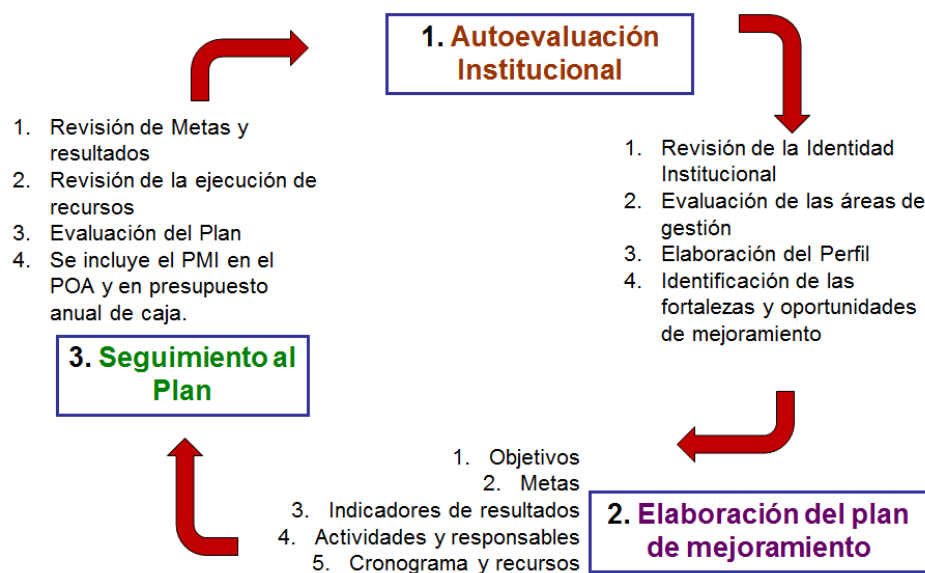 1. Autoevaluación
Institucional
1. Revisión de la Identidad
Institucional
2. Evaluación de las áreas de
gestión
3. Elaboración del Perfil
4. Identificación de las
fortalezas y oportunidades
de mejoramiento
2. Elaboración del plan
de mejoramiento
1. Objetivos
2. Metas
3. Indicadores de resultados
4. Actividades y responsables
5. Cronograma y recursos
3. Seguimiento al
Plan
1. Revisión de Metas y
resultados
2. Revisión de la ejecución de
recursos
3. Evaluación del Plan
4. Se incluye el PMI en el
POA y en presupuesto
anual de caja.